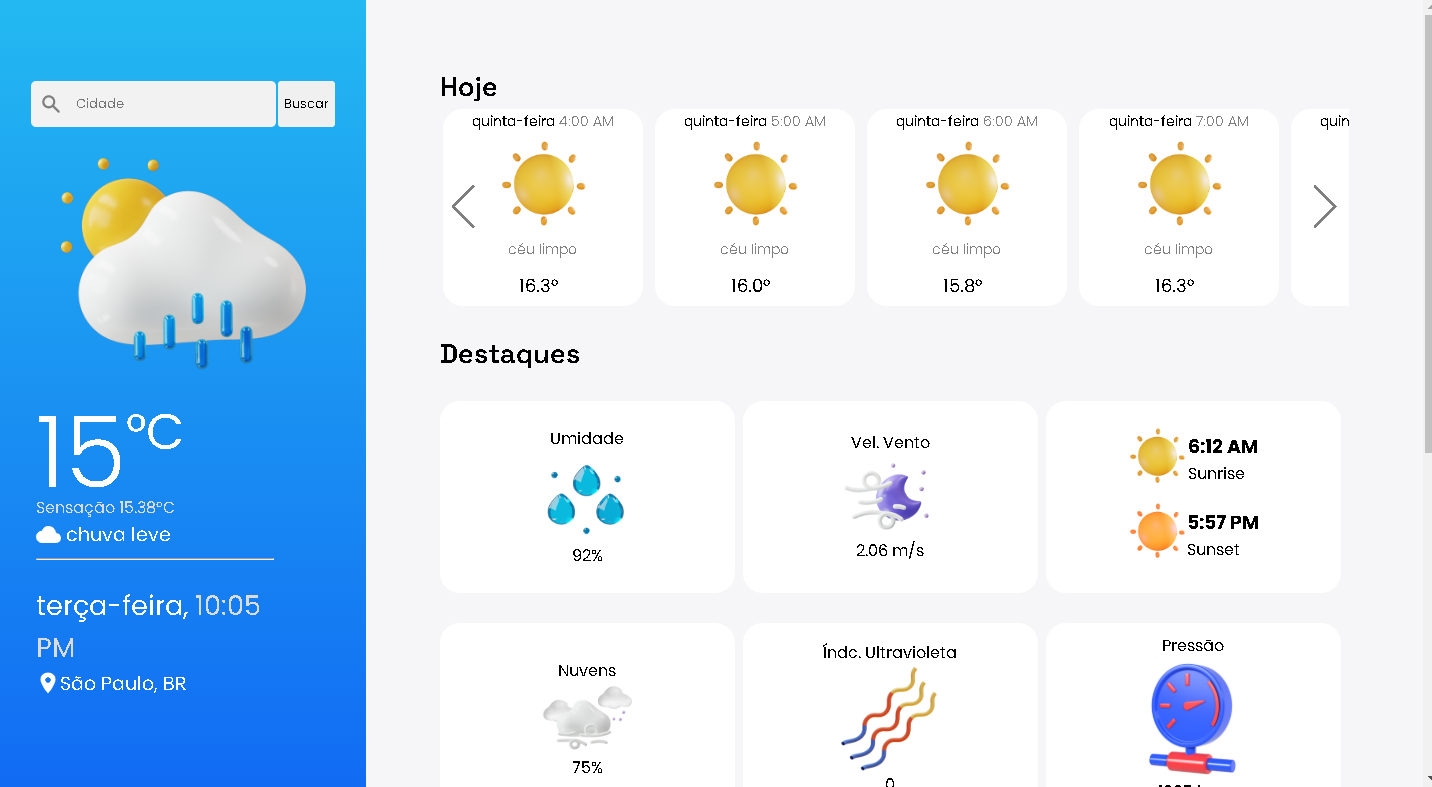 Cidade
Buscar
15°C
Sensação 15.38°C
chuva leve
terça-feira, 10:05
PM
São Paulo, BR
Hoje
quinta-feira 4:00 AM
céu limpo
16.3°
quinta-feira 5:00 AM
céu limpo
16.0°
quinta-feira 6:00 AM
céu limpo
15.8°
quinta-feira 7:00 AM
céu limpo
16.3°
Destaques
Umidade
92%
Vel. Vento
2.06 m/s
6:12 AM
Sunrise
5:57 PM
Sunset
Nuvens
75%
Índc. Ultravioleta
0
Pressão